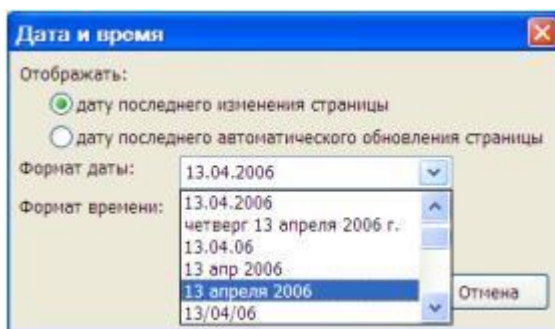 Дата и время
Отображать:
дату последнего изменения страницы
дату последнего автоматического обновления страницы
Формат даты: 13.04.2006
Формат времени:
13.04.2006
четверг 13 апреля 2006 г.
13.04.06
13 апр 2006
13 апреля 2006
13/04/06
Отмена